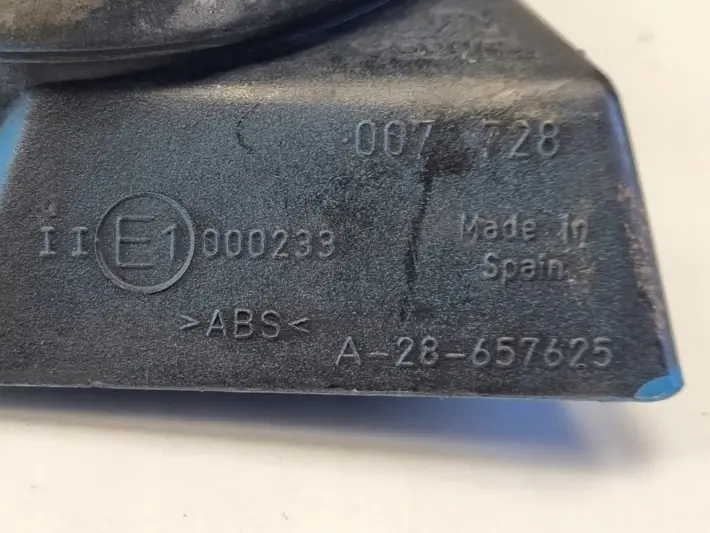 007 728
II E1 000233
Made in
Spain
>ABS<
A-28-657625